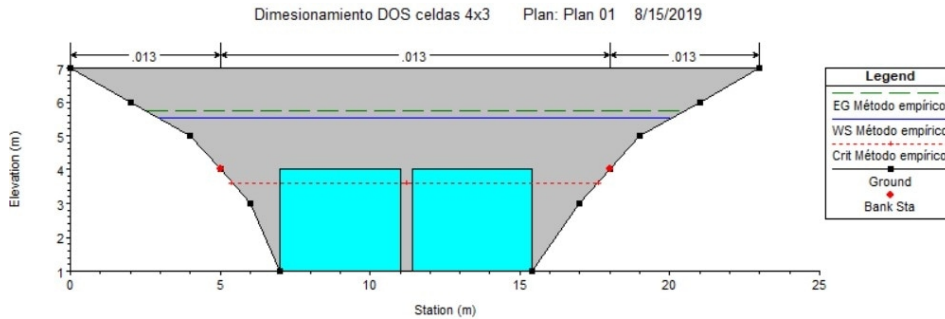 Dimesionamiento DOS celdas 4x3 Plan: Plan 01 8/15/2019
.013 .013 .013
Legend
EG Método empírico
WS Método empírico
Crit Método empírico
Ground
Bank Sta
Elevation (m)
7
6
5
4
3
2
1
0 5 10 15 20 25
Station (m)